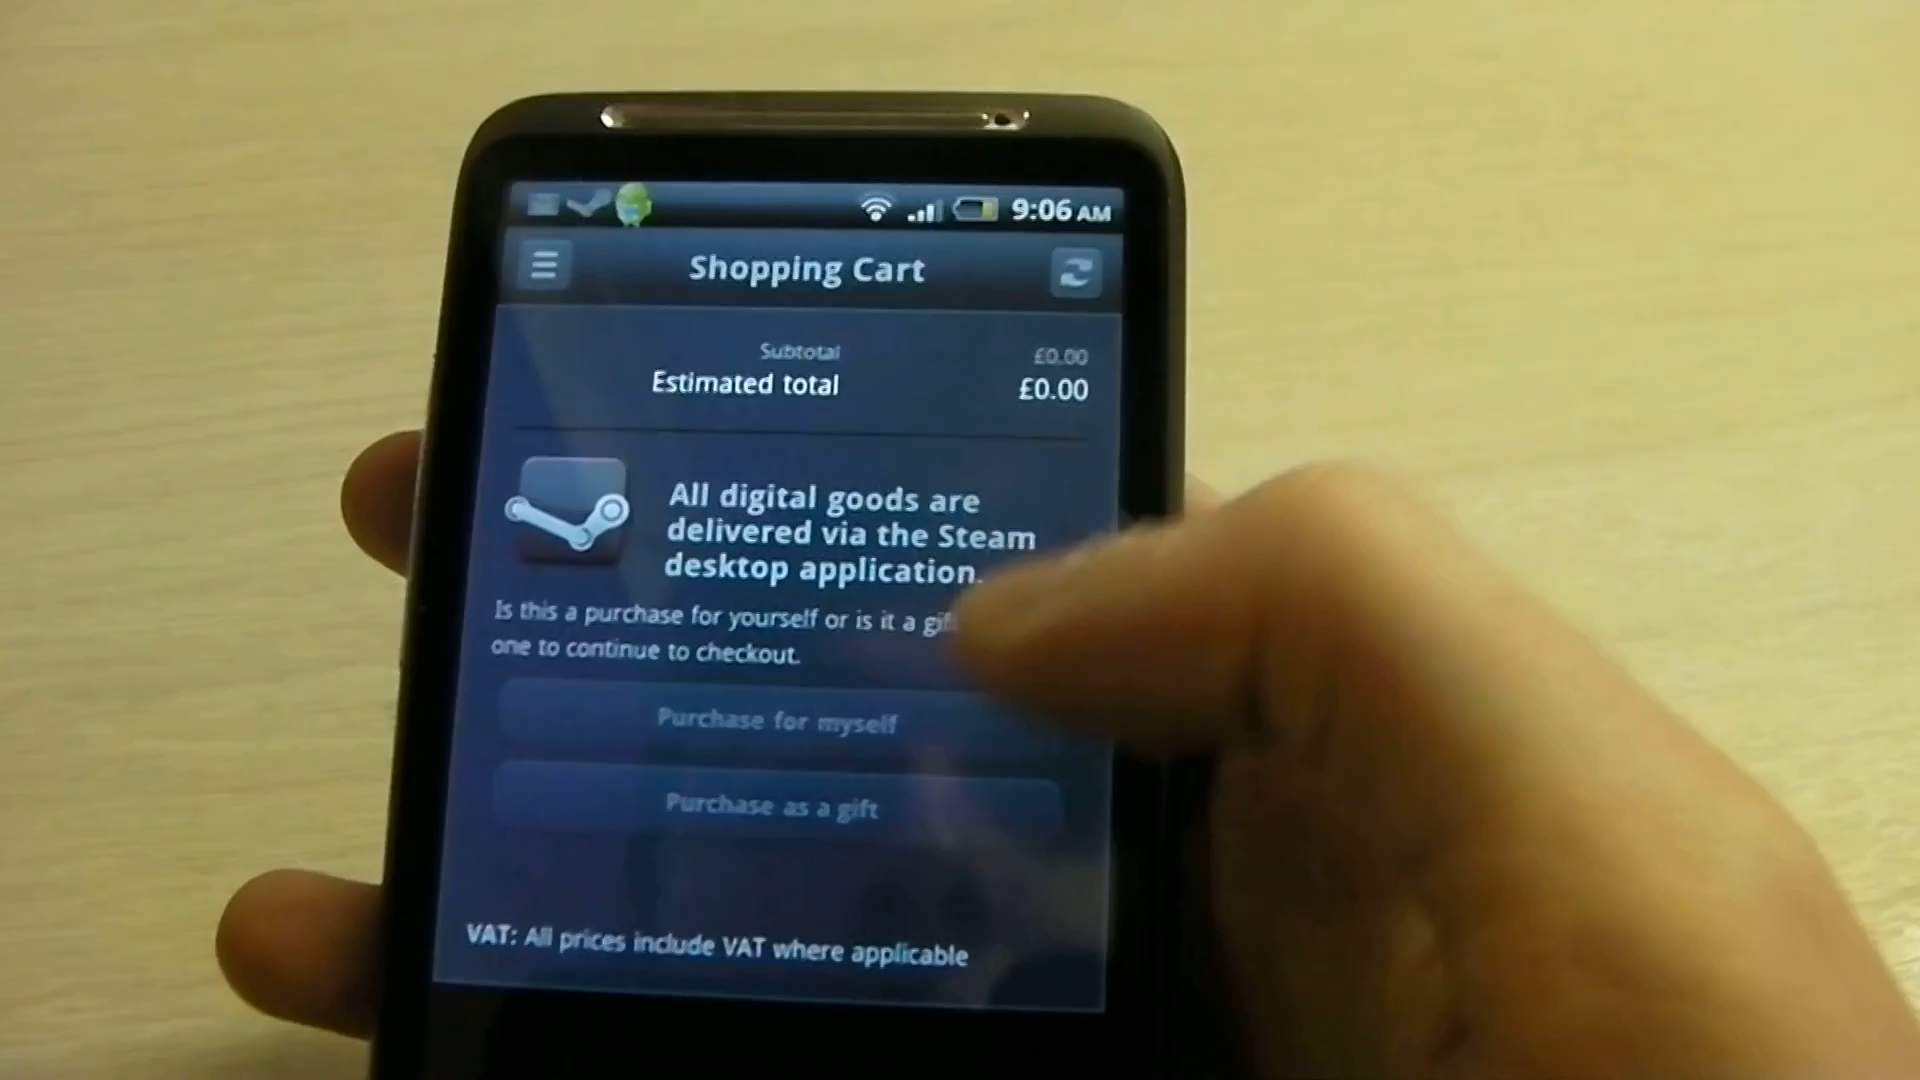 9:06 AM
Shopping Cart
Subtotal £0.00
Estimated total £0.00
All digital goods are
delivered via the Steam
desktop application.
Is this a purchase for yourself or is it a
one to continue to checkout.
Purchase for myself
Purchase as a gift
VAT: All prices include VAT where applicable